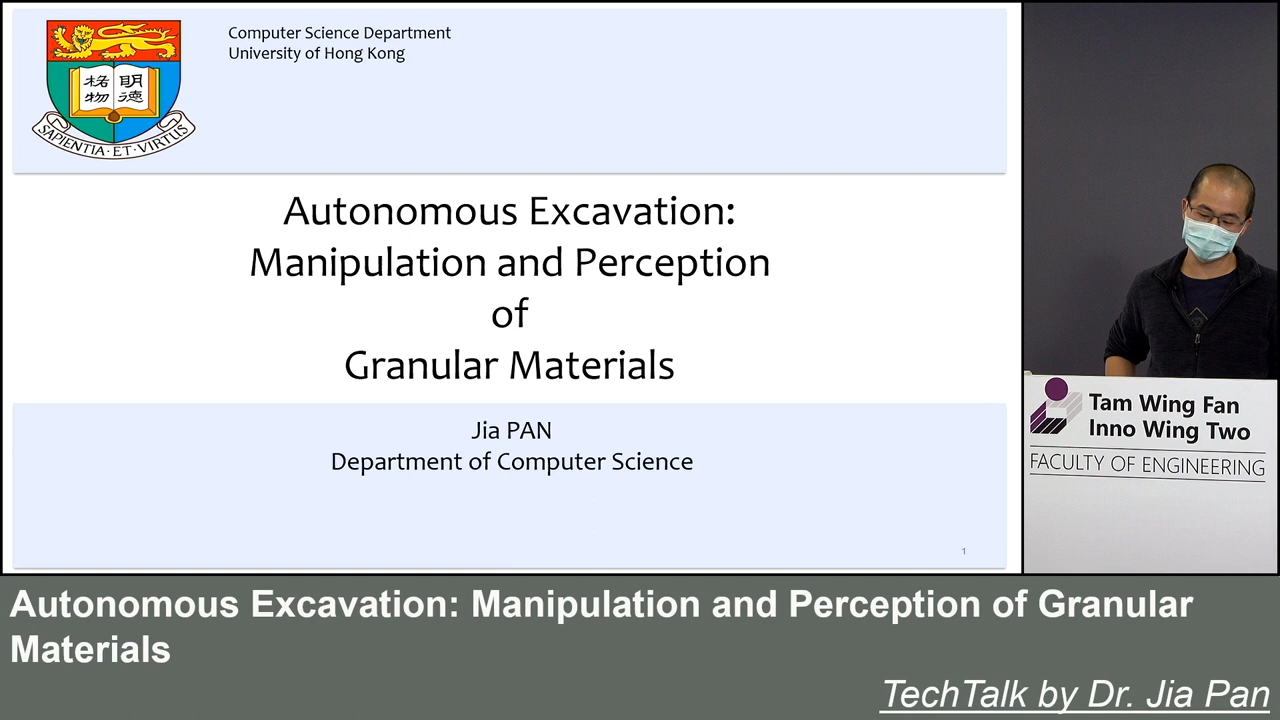 Computer Science Department
University of Hong Kong
格物
明德
SAPIENTIA·ET·VIRTUS
Autonomous Excavation:
Manipulation and Perception
of
Granular Materials
Jia PAN
Department of Computer Science
1
Tam Wing Fan
Inno Wing Two
FACULTY OF ENGINEERING
Autonomous Excavation: Manipulation and Perception of Granular
Materials
TechTalk by Dr. Jia Pan